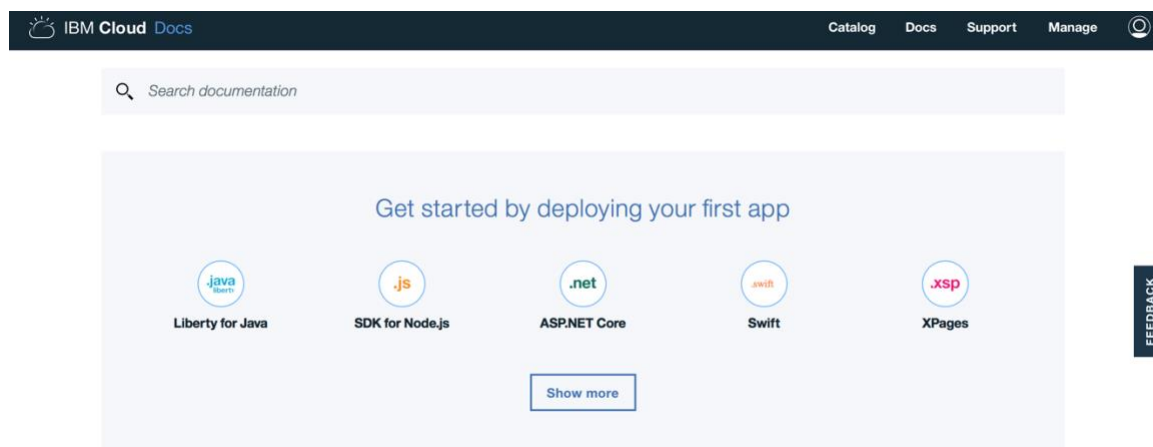 IBM Cloud Docs
Catalog Docs Support Manage
Search documentation
Get started by deploying your first app
.java
liberty
.js
.net
.swift
.xsp
Liberty for Java
SDK for Node.js
ASP.NET Core
Swift
XPages
Show more
FEEDBACK